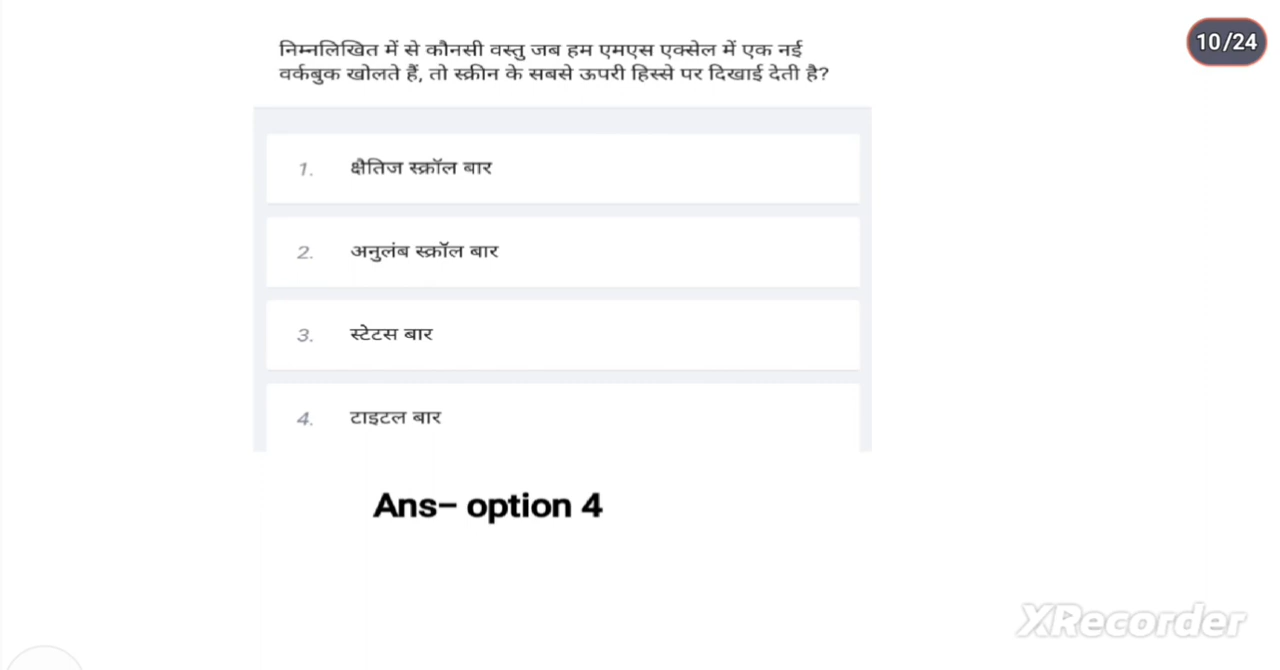 10/24
निम्नलिखित में से कौनसी वस्तु जब हम एमएस एक्सेल में एक नई
वर्कबुक खोलते हैं, तो स्क्रीन के सबसे ऊपरी हिस्से पर दिखाई देती है?
1. क्षैतिज स्क्रॉल बार
2. अनुलंब स्क्रॉल बार
3. स्टेटस बार
4. टाइटल बार
Ans- option 4
XRecorder